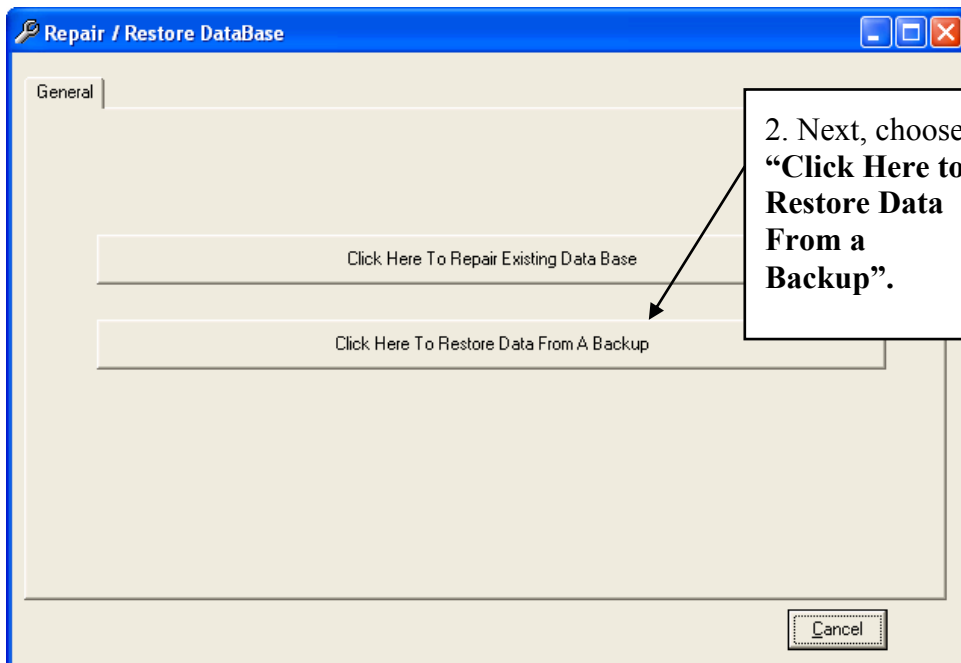 Repair / Restore DataBase
General
2. Next, choose
“Click Here to
Restore Data
From a
Backup”.
Click Here To Repair Existing Data Base
Click Here To Restore Data From A Backup
Cancel